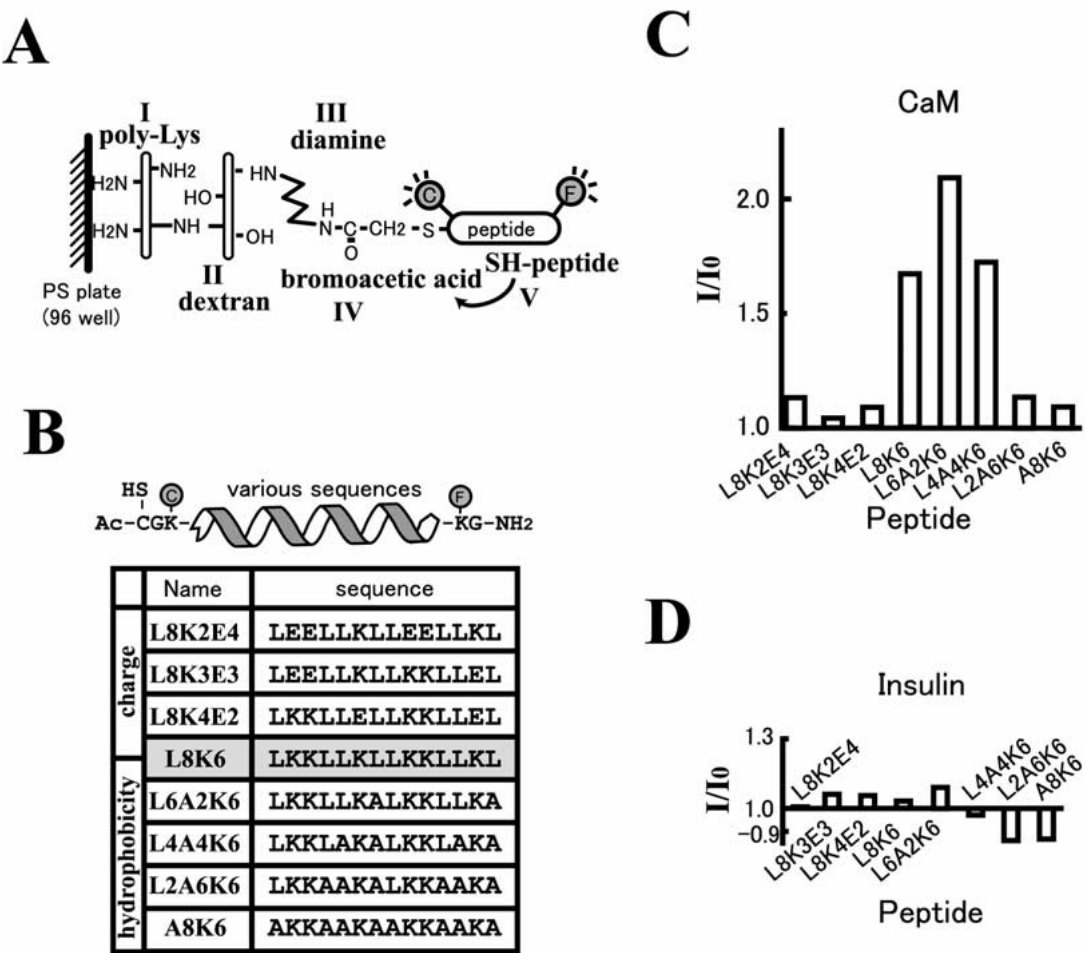 A
I
poly-Lys
III
diamine
H2N
NH2
HN
HO
C
F
H2N
NH
OH
H
N-C-CH2-S
O
peptide
PS plate
(96 well)
II
dextran
bromoacetic acid
IV
SH-peptide
V
B
HS
C
various sequences
F
Ac-CGK-
-KG-NH2
Name sequence
charge
L8K2E4 LEELLKLLEELLKL
L8K3E3 LEELLKLLKKLLEL
L8K4E2 LKKLLELLKKLLEL
L8K6 LKKLLKLLKKLLKL
hydrophobicity
L6A2K6 LKKLLKALKKLLKA
L4A4K6 LKKLAKALKKLAKA
L2A6K6 LKKAAKALKKAAKA
A8K6 AKKAAKAAKKAAKA
C
CaM
I/I0
2.0
1.5
1.0
L8K2E4
L8K3E3
L8K4E2
L8K6
L6A2K6
L4A4K6
L2A6K6
A8K6
Peptide
D
Insulin
I/I0
1.3
1.0
-0.9
L8K2E4
L8K3E3
L8K4E2
L8K6
L6A2K6
L4A4K6
L2A6K6
A8K6
Peptide